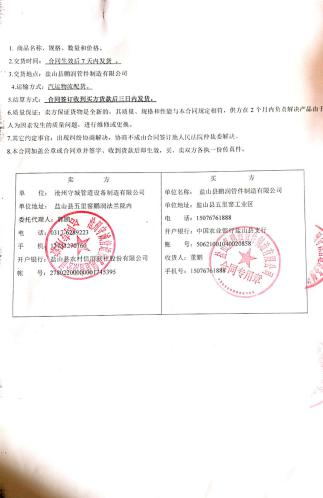 1. 商品名称、规格、数量和价格。
2.交货时间： 合同生效后 7 天内发货 。
3.交货地点：盐山县鹏润管件制造有限公司
4.运输方式：汽运物流配货。
5.结算方式：合同签订收到买方货款后三日内发货。
6.质量保证：卖方保证货物是全新的，其质量、规格和性能与本合同规定相符，供方在 2 个月内负责解决产品由于
人为因素发生的质量问题，进行维修或更换。
7.其它约定事宜：出现纠纷协商解决，协商不成由合同签订地人民法院仲裁委解决。
8.本合同加盖公章或合同章并签字，收到货款后即生效，买、卖双方各执一份传真件。
卖 方
单 位： 沧州守城管道设备制造有限公司
单位地址： 盐山县五里窑鹏润法兰院内
委托代理人：
电 话：0317-6289223
手 机：
开户银行：盐山县农村信用联社股份有限公司
帐 号：
买 方
单位名称：盐山县鹏润管件制造有限公司
单位地址： 盐山县五里窑工业区
电 话：15076761888
开户银行：中国农业银行盐山县支行
账 号：50621001040020858
收货人：董鹏
手机号：15076761888
合同专用章